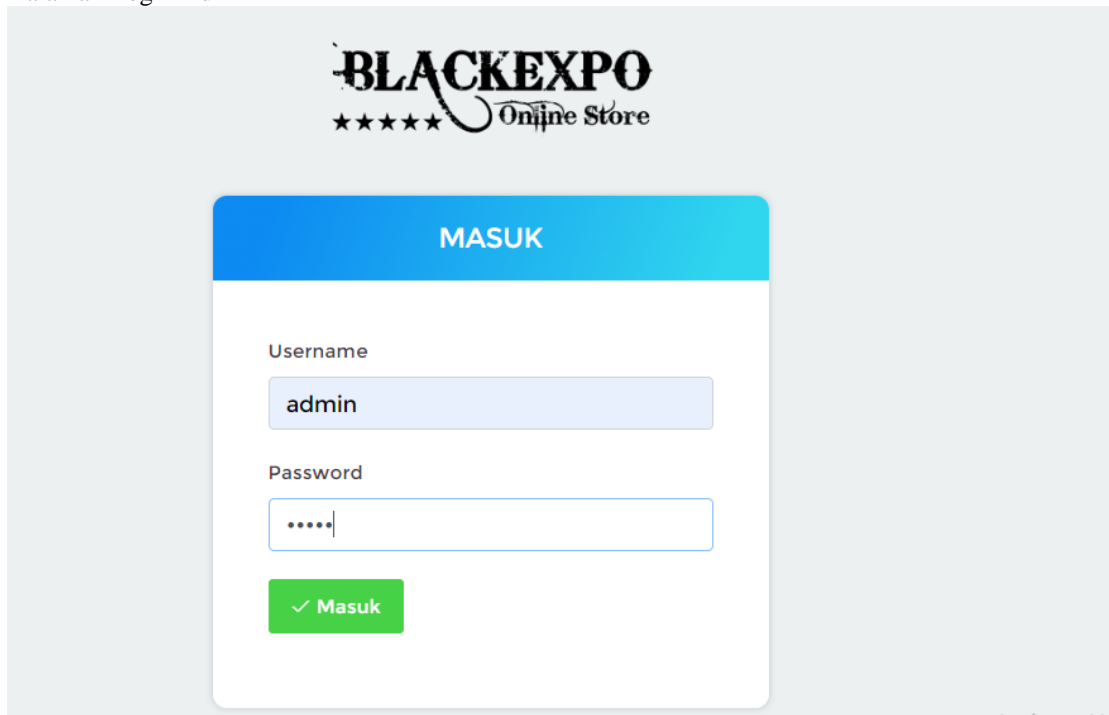 BLACKEXPO
★★★★★ Online Store
MASUK
Username
admin
Password
•••••
✓ Masuk